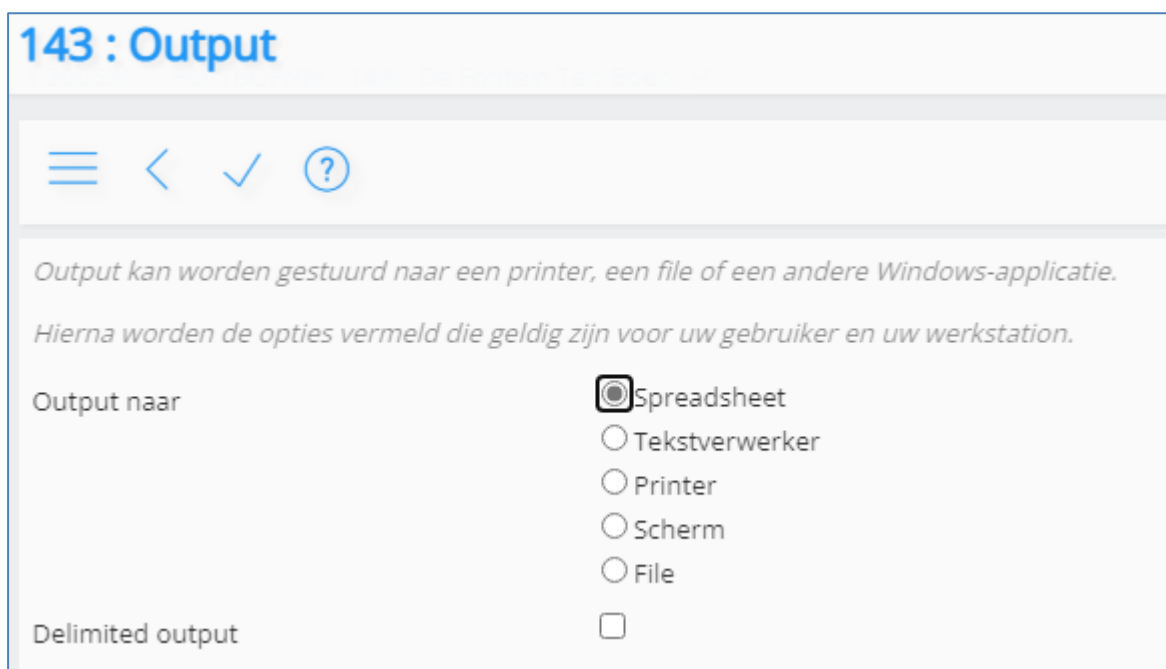 143 : Output
Output kan worden gestuurd naar een printer, een file of een andere Windows-applicatie.
Hierna worden de opties vermeld die geldig zijn voor uw gebruiker en uw werkstation.
Output naar
Spreadsheet
Tekstverwerker
Printer
Scherm
File
Delimited output